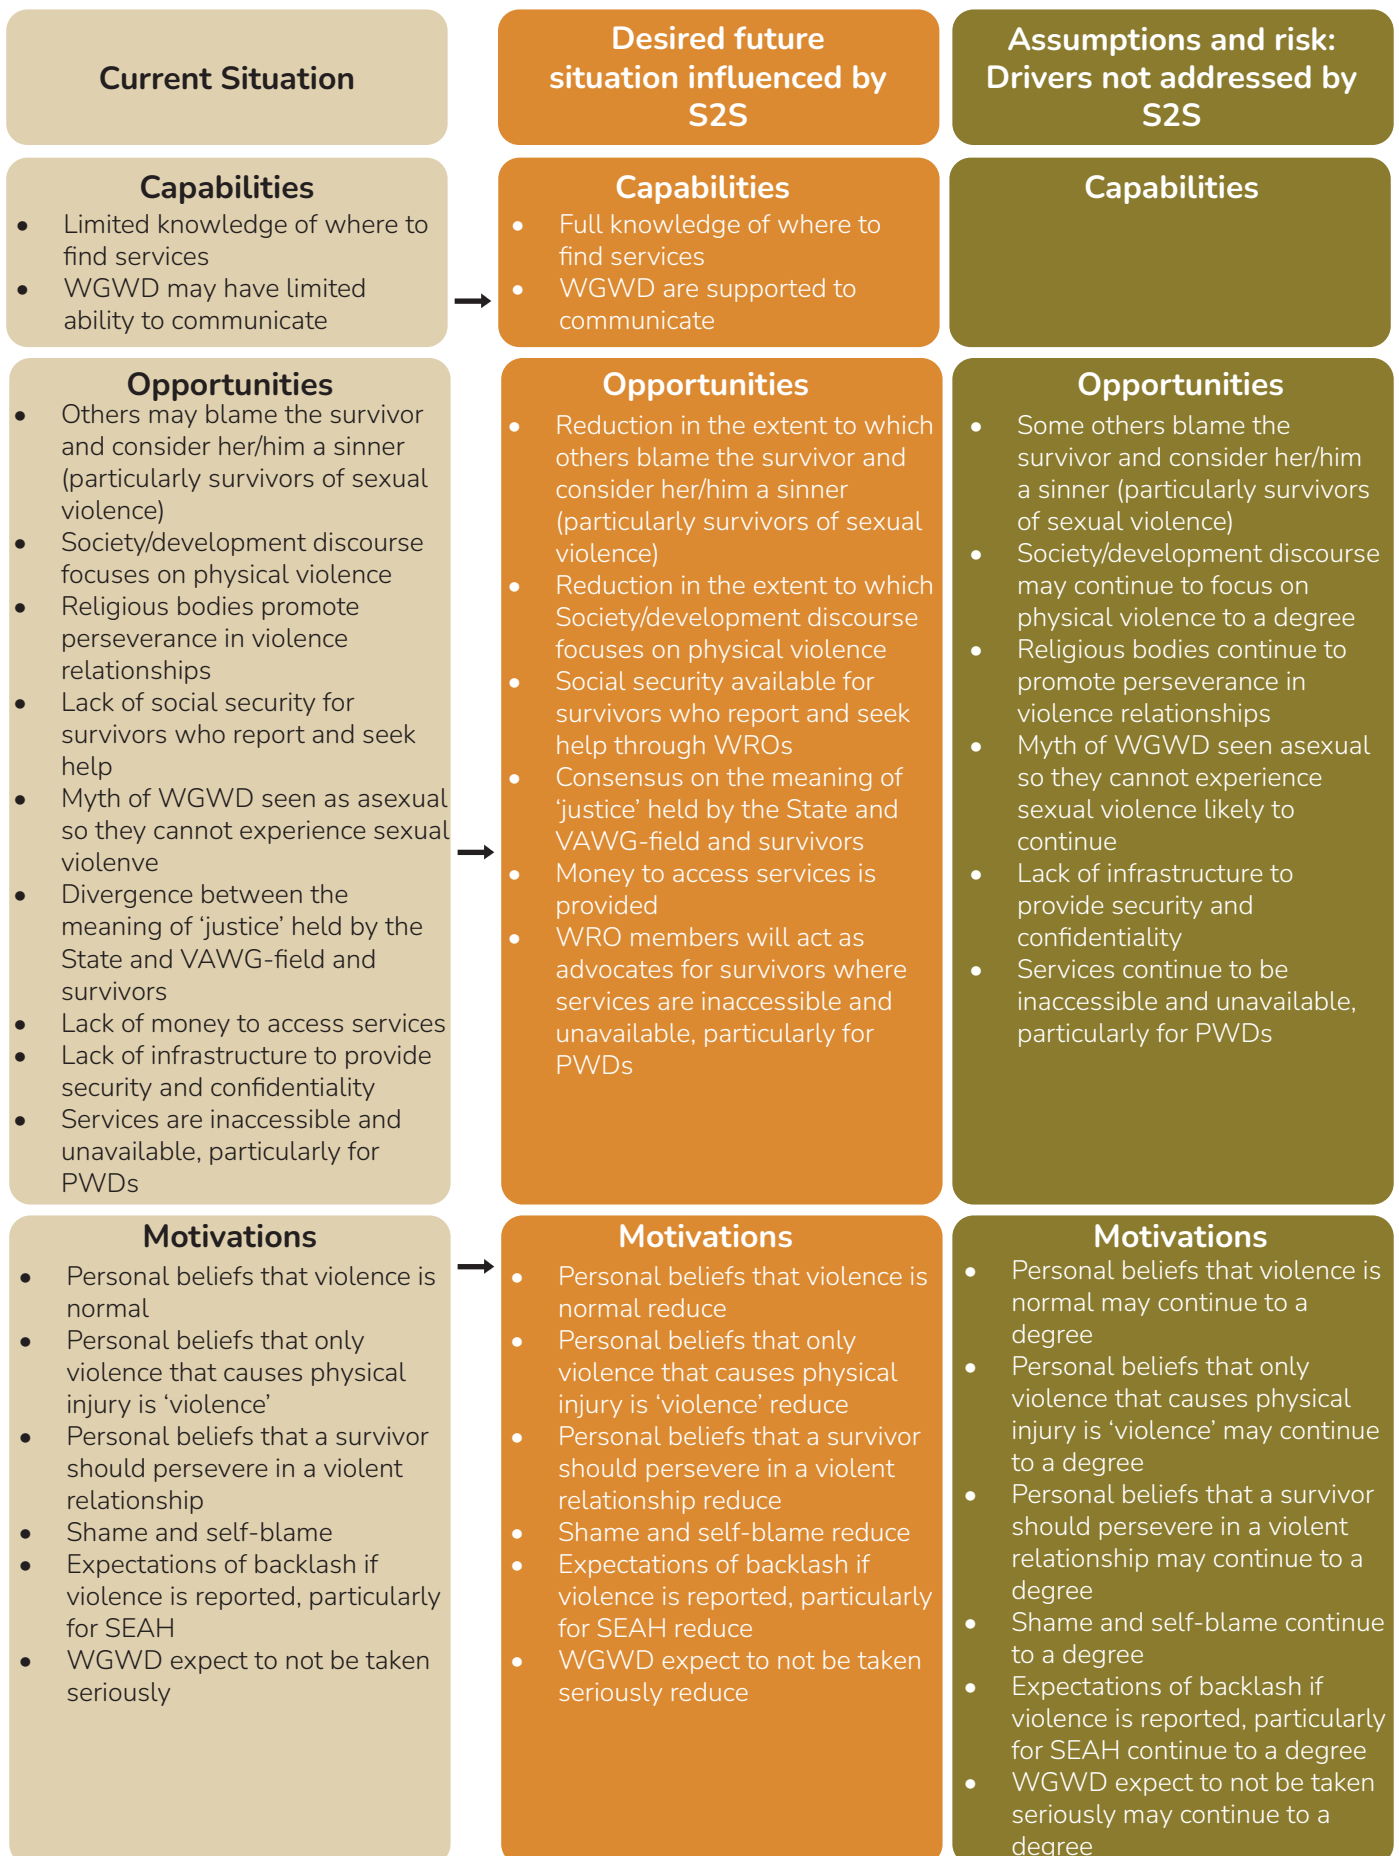 Current Situation
Desired future
situation influenced by
S2S
Assumptions and risk:
Drivers not addressed by
S2S
Capabilities
• Limited knowledge of where to
find services
• WGWD may have limited
ability to communicate
Capabilities
• Full knowledge of where to
find services
• WGWD are supported to
communicate
Capabilities
Opportunities
• Others may blame the survivor
and consider her/him a sinner
(particularly survivors of sexual
violence)
• Society/development discourse
focuses on physical violence
• Religious bodies promote
perseverance in violence
relationships
• Lack of social security for
survivors who report and seek
help
• Myth of WGWD seen as asexual
so they cannot experience sexual
violenve
• Divergence between the
meaning of ‘justice’ held by the
State and VAWG-field and
survivors
• Lack of money to access services
• Lack of infrastructure to provide
security and confidentiality
• Services are inaccessible and
unavailable, particularly for
PWDs
Opportunities
• Reduction in the extent to which
others blame the survivor and
consider her/him a sinner
(particularly survivors of sexual
violence)
• Reduction in the extent to which
Society/development discourse
focuses on physical violence
• Social security available for
survivors who report and seek
help through WROs
• Consensus on the meaning of
‘justice’ held by the State and
VAWG-field and survivors
• Money to access services is
provided
• WRO members will act as
advocates for survivors where
services are inaccessible and
unavailable, particularly for
PWDs
Opportunities
• Some others blame the
survivor and consider her/him
a sinner (particularly survivors
of sexual violence)
• Society/development discourse
may continue to focus on
physical violence to a degree
• Religious bodies continue to
promote perseverance in
violence relationships
• Myth of WGWD seen asexual
so they cannot experience
sexual violence likely to
continue
• Lack of infrastructure to
provide security and
confidentiality
• Services continue to be
inaccessible and unavailable,
particularly for PWDs
Motivations
• Personal beliefs that violence is
normal
• Personal beliefs that only
violence that causes physical
injury is ‘violence’
• Personal beliefs that a survivor
should persevere in a violent
relationship
• Shame and self-blame
• Expectations of backlash if
violence is reported, particularly
for SEAH
• WGWD expect to not be taken
seriously
Motivations
• Personal beliefs that violence is
normal reduce
• Personal beliefs that only
violence that causes physical
injury is ‘violence’ reduce
• Personal beliefs that a survivor
should persevere in a violent
relationship reduce
• Shame and self-blame reduce
• Expectations of backlash if
violence is reported, particularly
for SEAH reduce
• WGWD expect to not be taken
seriously reduce
Motivations
• Personal beliefs that violence is
normal may continue to a
degree
• Personal beliefs that only
violence that causes physical
injury is ‘violence’ may continue
to a degree
• Personal beliefs that a survivor
should persevere in a violent
relationship may continue to a
degree
• Shame and self-blame continue
to a degree
• Expectations of backlash if
violence is reported, particularly
for SEAH continue to a degree
• WGWD expect to not be taken
seriously may continue to a
degree